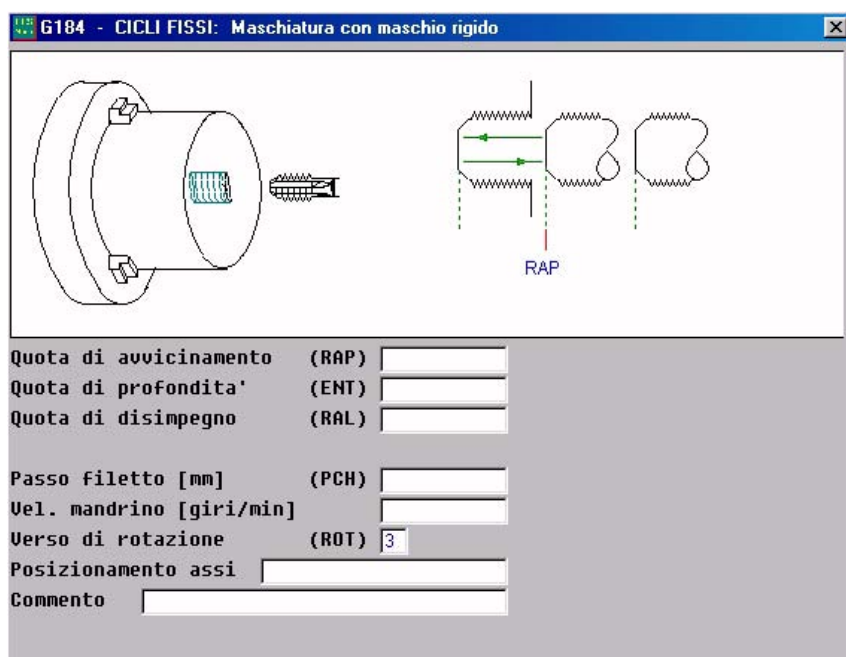 G184 - CICLI FISSI: Maschiatura con maschio rigido
RAP
Quota di avvicinamento (RAP)
Quota di profondita' (ENT)
Quota di disimpegno (RAL)
Passo filetto [mm] (PCH)
Vel. mandrino [giri/min]
Verso di rotazione (ROT) 3
Posizionamento assi
Commento